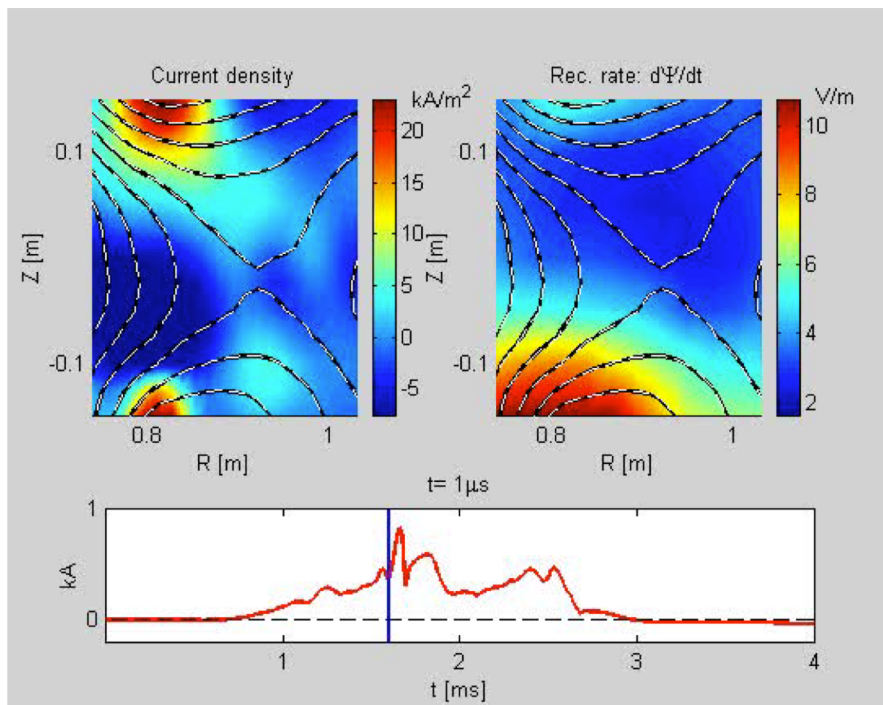 Current density
Rec. rate: dΨ/dt
kA/m²
V/m
Z [m]
0.1
-0.1
0.8
1
R [m]
20
15
10
5
0
-5
Z [m]
0.1
-0.1
0.8
1
R [m]
10
8
6
4
2
t= 1μs
kA
1
0
1
2
3
4
t [ms]